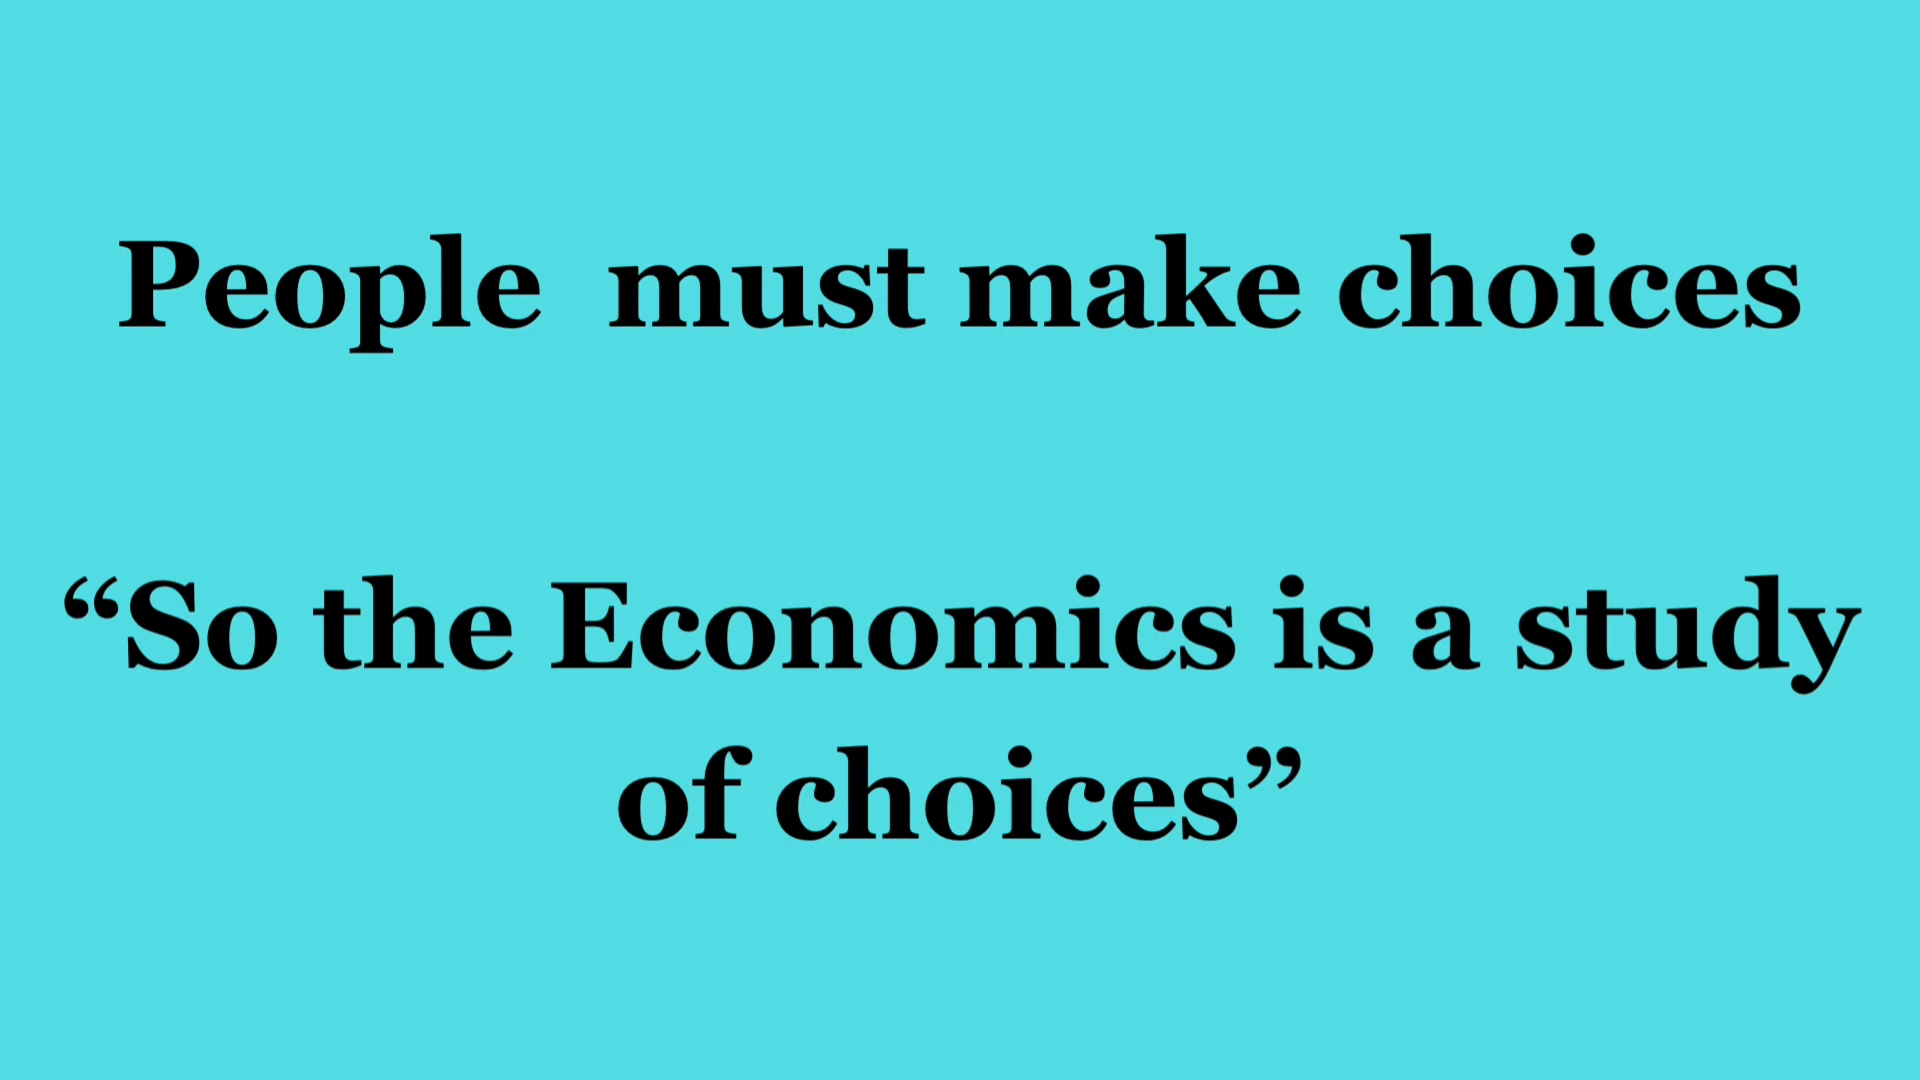 People  must make choices
“So the Economics is a study
of choices”